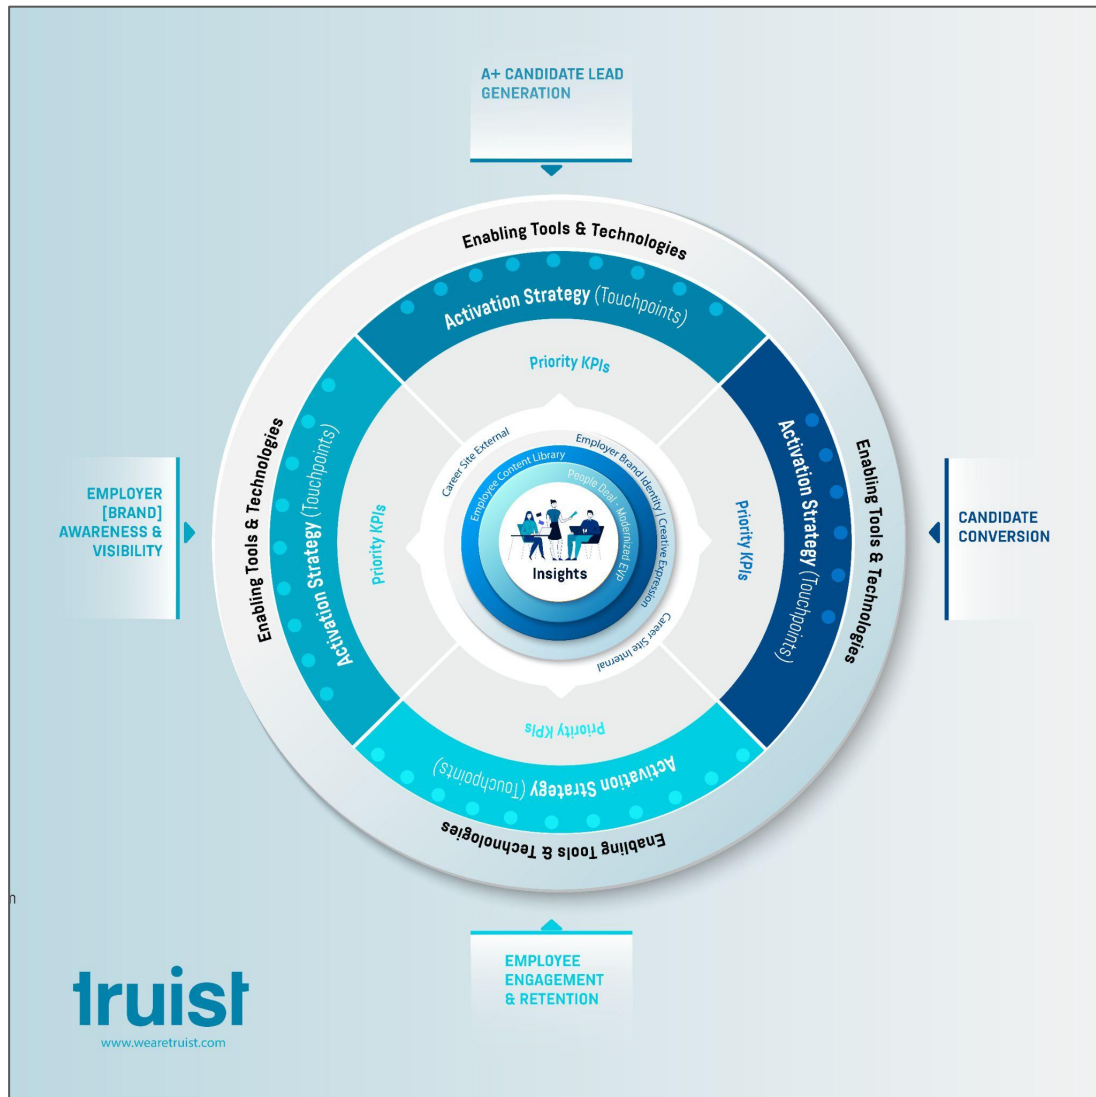 A+ CANDIDATE LEAD
GENERATION
Enabling Tools & Technologies
Activation Strategy (Touchpoints)
Priority KPIs
EMPLOYER
[BRAND]
AWARENESS &
VISIBILITY
Enabling Tools & Technologies
Activation Strategy (Touchpoints)
Priority KPIs
Career Site External
Employee Content Library
Employer Brand Identity | Creative Expression
People Deal - Modernized EVP
Insights
Career Site Internal
Priority KPIs
Activation Strategy (Touchpoints)
Enabling Tools & Technologies
CANDIDATE
CONVERSION
Priority KPIs
Activation Strategy (Touchpoints)
Enabling Tools & Technologies
n
EMPLOYEE
ENGAGEMENT
& RETENTION
truist
www.wearetruist.com